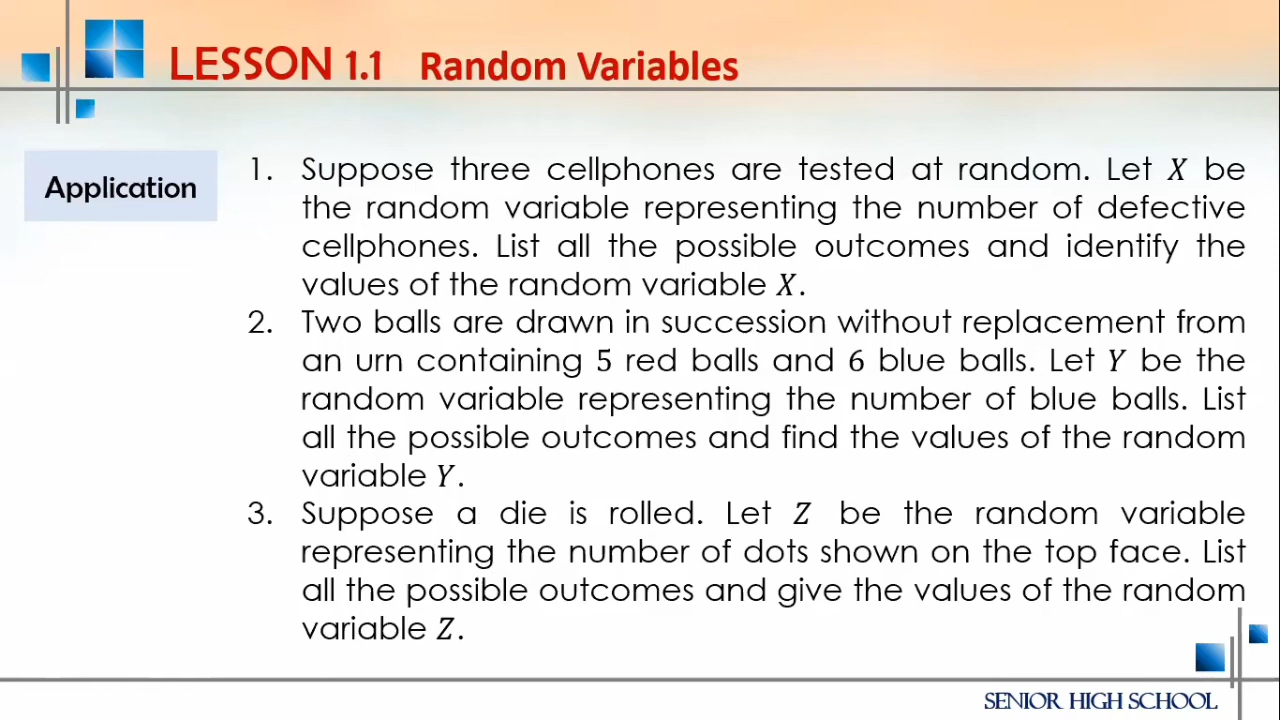 LESSON 1.1 Random Variables
Application
1. Suppose three cellphones are tested at random. Let X be
the random variable representing the number of defective
cellphones. List all the possible outcomes and identify the
values of the random variable X.
2. Two balls are drawn in succession without replacement from
an urn containing 5 red balls and 6 blue balls. Let Y be the
random variable representing the number of blue balls. List
all the possible outcomes and find the values of the random
variable Y.
3. Suppose a die is rolled. Let Z be the random variable
representing the number of dots shown on the top face. List
all the possible outcomes and give the values of the random
variable Z.
SENIOR HIGH SCHOOL